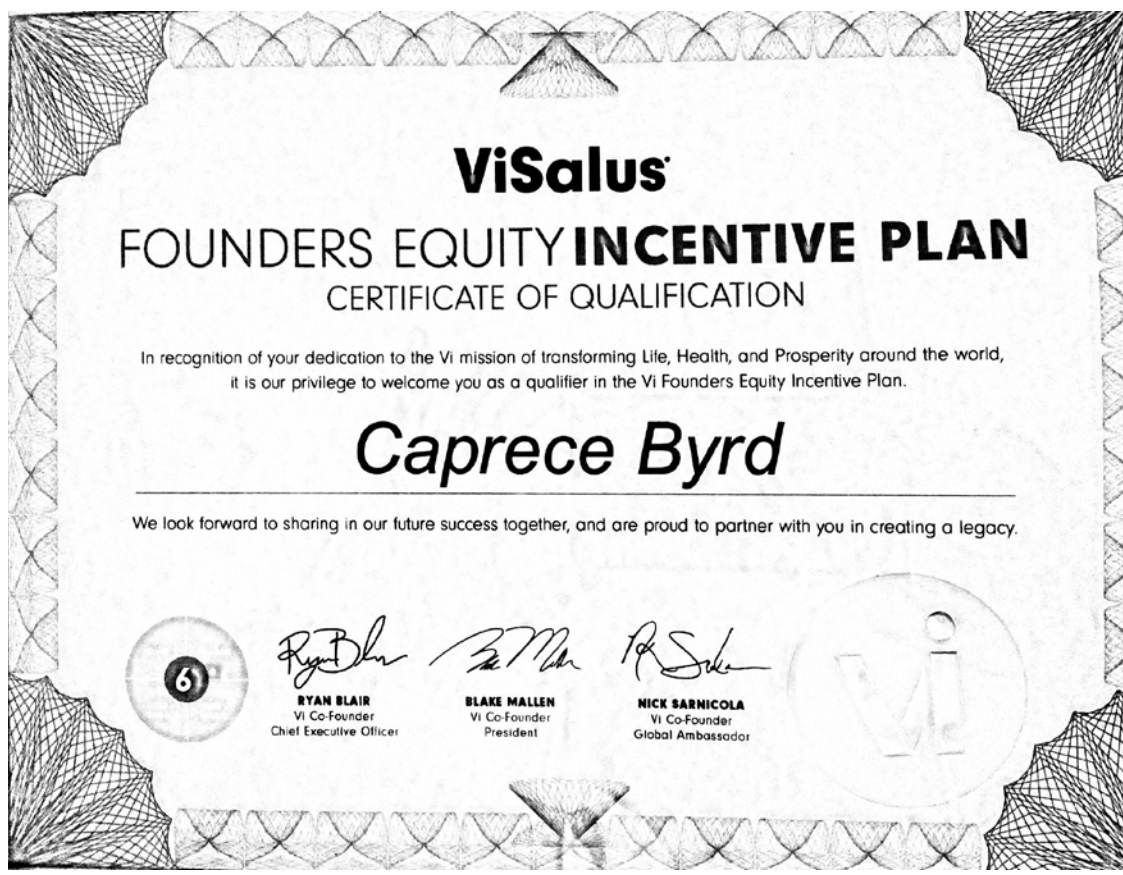 ViSalus
FOUNDERS EQUITY INCENTIVE PLAN
CERTIFICATE OF QUALIFICATION
In recognition of your dedication to the Vi mission of transforming Life, Health, and Prosperity around the world,
it is our privilege to welcome you as a qualifier in the Vi Founders Equity Incentive Plan.
Caprece Byrd
We look forward to sharing in our future success together, and are proud to partner with you in creating a legacy.
6
RYAN BLAIR
Vi Co-Founder
Chief Executive Officer
BLAKE MALLEN
Vi Co-Founder
President
NICK SARNICOLA
Vi Co-Founder
Global Ambassador
Vi